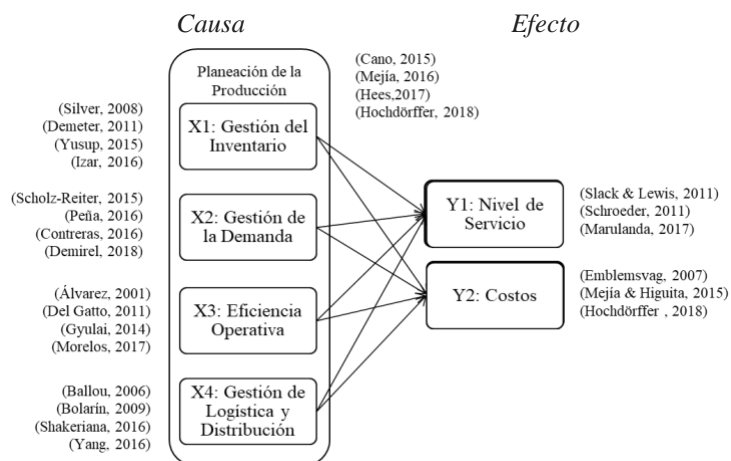 Causa
Efecto
Planeación de la
Producción
(Cano, 2015)
(Mejía, 2016)
(Hees,2017)
(Hochdörffer, 2018)
(Silver, 2008)
(Demeter, 2011)
(Yusup, 2015)
(Izar, 2016)
X1: Gestión del
Inventario
(Scholz-Reiter, 2015)
(Peña, 2016)
(Contreras, 2016)
(Demirel, 2018)
X2: Gestión de
la Demanda
(Álvarez, 2001)
(Del Gatto, 2011)
(Gyulai, 2014)
(Morelos, 2017)
X3: Eficiencia
Operativa
(Ballou, 2006)
(Bolarín, 2009)
(Shakeriana, 2016)
(Yang, 2016)
X4: Gestión de
Logística y
Distribución
Y1: Nivel de
Servicio
(Slack & Lewis, 2011)
(Schroeder, 2011)
(Marulanda, 2017)
Y2: Costos
(Emblemsvag, 2007)
(Mejía & Higuita, 2015)
(Hochdörffer , 2018)